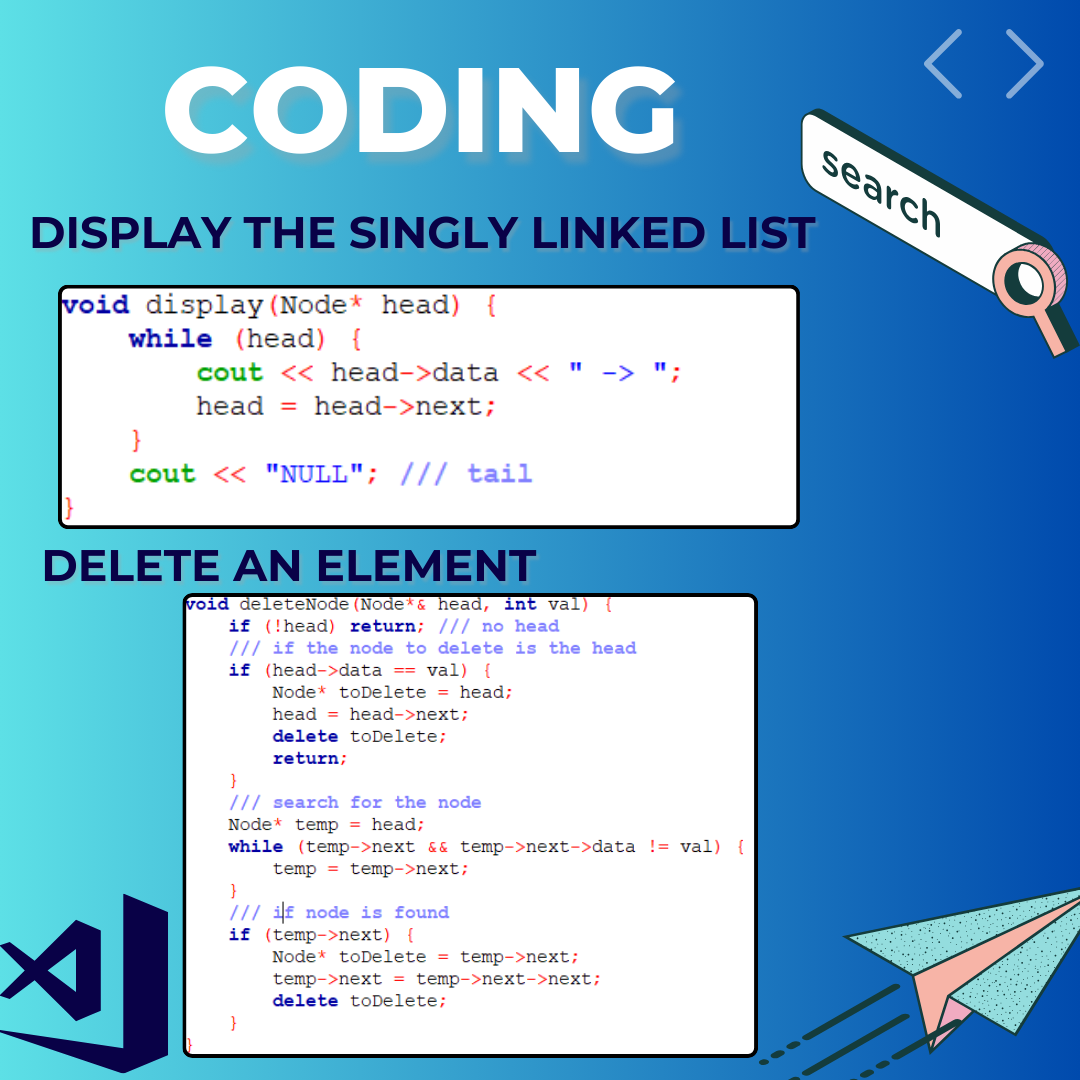 CODING
search
DISPLAY THE SINGLY LINKED LIST
void display(Node* head) {
    while (head) {
        cout << head->data << " -> ";
        head = head->next;
    }
    cout << "NULL"; /// tail
}
DELETE AN ELEMENT
void deleteNode(Node*& head, int val) {
    if (!head) return; /// no head
    /// if the node to delete is the head
    if (head->data == val) {
        Node* toDelete = head;
        head = head->next;
        delete toDelete;
        return;
    }
    /// search for the node
    Node* temp = head;
    while (temp->next && temp->next->data != val) {
        temp = temp->next;
    }
    /// if node is found
    if (temp->next) {
        Node* toDelete = temp->next;
        temp->next = temp->next->next;
        delete toDelete;
    }
}